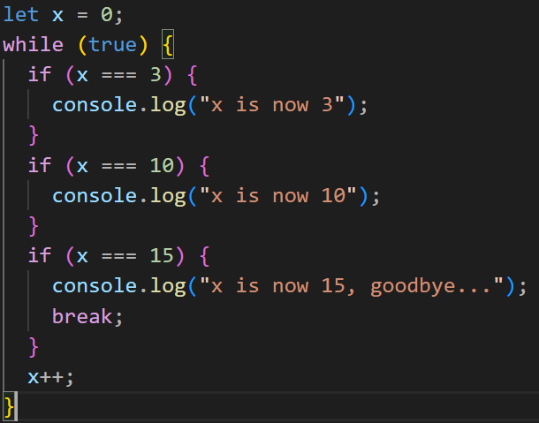 let x = 0;
while (true) {
  if (x === 3) {
    console.log("x is now 3");
  }
  if (x === 10) {
    console.log("x is now 10");
  }
  if (x === 15) {
    console.log("x is now 15, goodbye...");
    break;
  }
  x++;
}